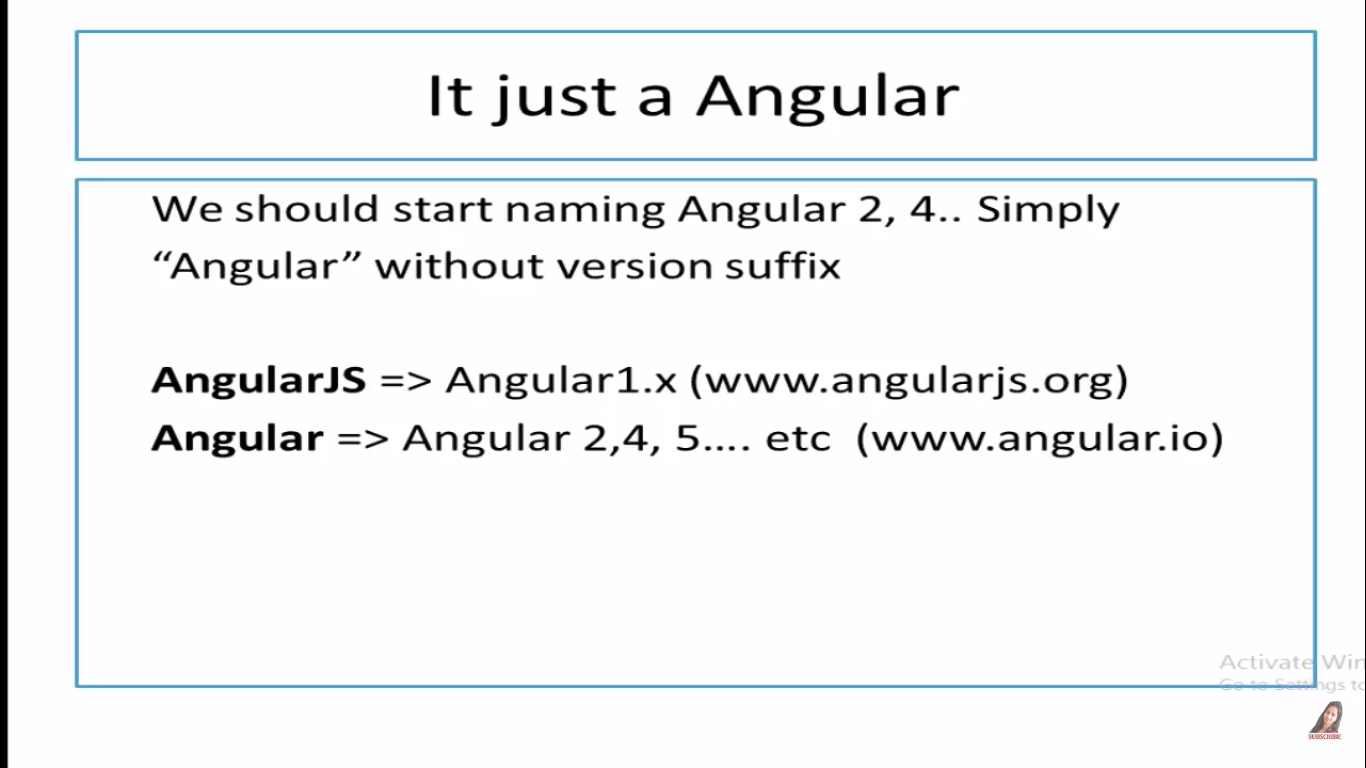 It just a Angular
We should start naming Angular 2, 4.. Simply
“Angular” without version suffix
AngularJS => Angular1.x (www.angularjs.org)
Angular => Angular 2,4, 5.... etc  (www.angular.io)
Activate Win
Go to Settings to
SUBSCRIBE